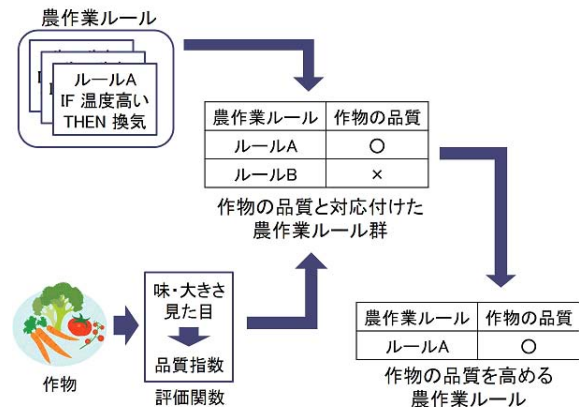 農作業ルール
ルールA
IF 温度高い
THEN 換気
農作業ルール 作物の品質
ルールA ○
ルールB ×
作物の品質と対応付けた
農作業ルール群
味・大きさ
見た目
品質指数
評価関数
作物
農作業ルール 作物の品質
ルールA ○
作物の品質を高める
農作業ルール